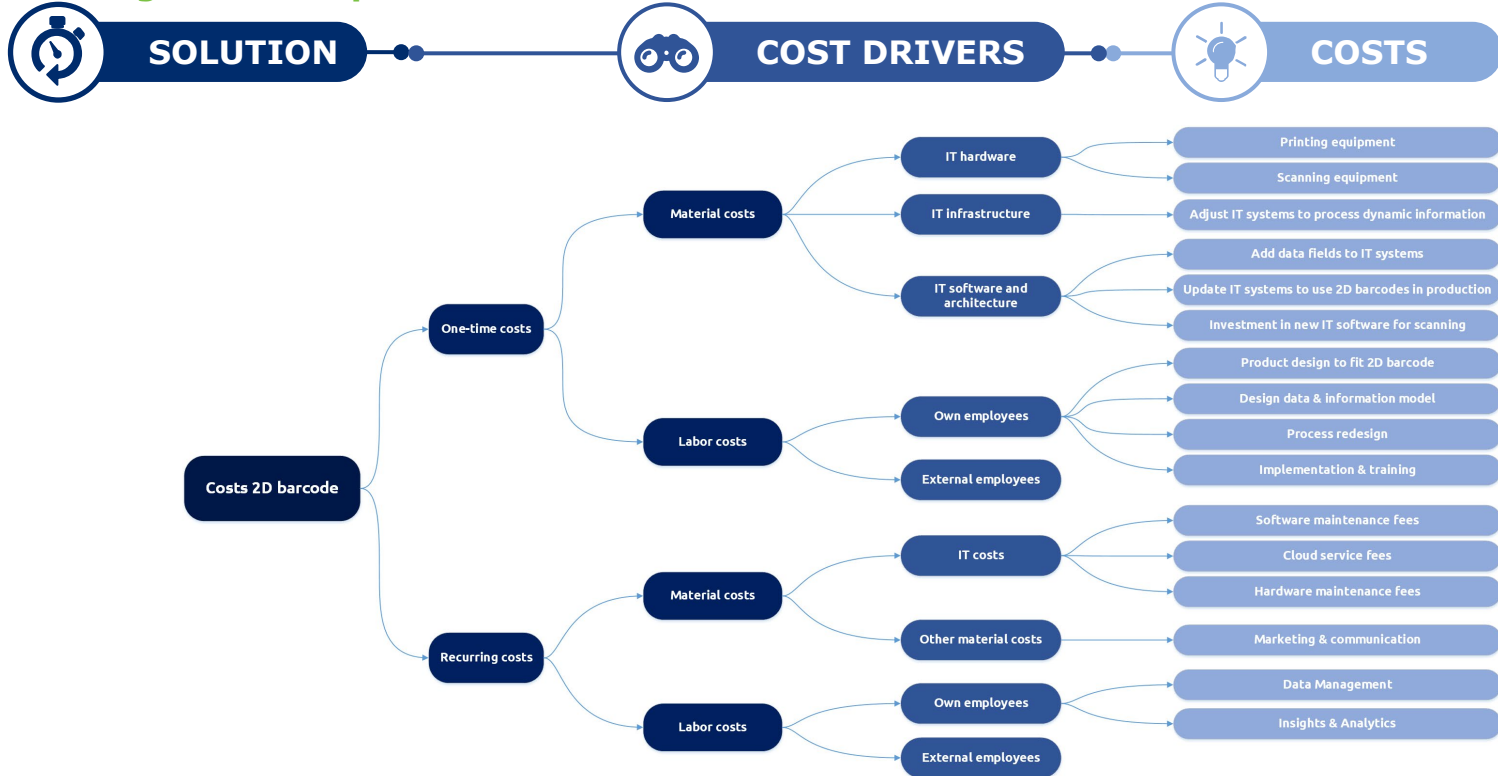 SOLUTION
COST DRIVERS
COSTS
Costs 2D barcode
One-time costs
Material costs
IT hardware
Printing equipment
Scanning equipment
IT infrastructure
Adjust IT systems to process dynamic information
IT software and
architecture
Add data fields to IT systems
Update IT systems to use 2D barcodes in production
Investment in new IT software for scanning
Labor costs
Own employees
Product design to fit 2D barcode
Design data & information model
Process redesign
Implementation & training
External employees
Recurring costs
Material costs
IT costs
Software maintenance fees
Cloud service fees
Hardware maintenance fees
Other material costs
Marketing & communication
Labor costs
Own employees
Data Management
Insights & Analytics
External employees